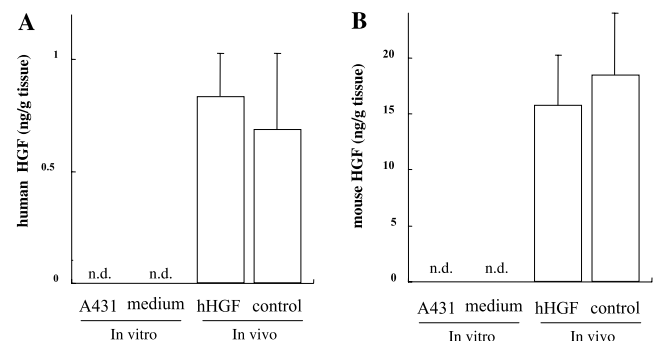 A
human HGF (ng/g tissue)
1
0.5
0
n.d.
n.d.
A431 medium hHGF control
In vitro
In vivo
B
mouse HGF (ng/g tissue)
20
15
10
5
0
n.d.
n.d.
A431 medium hHGF control
In vitro
In vivo